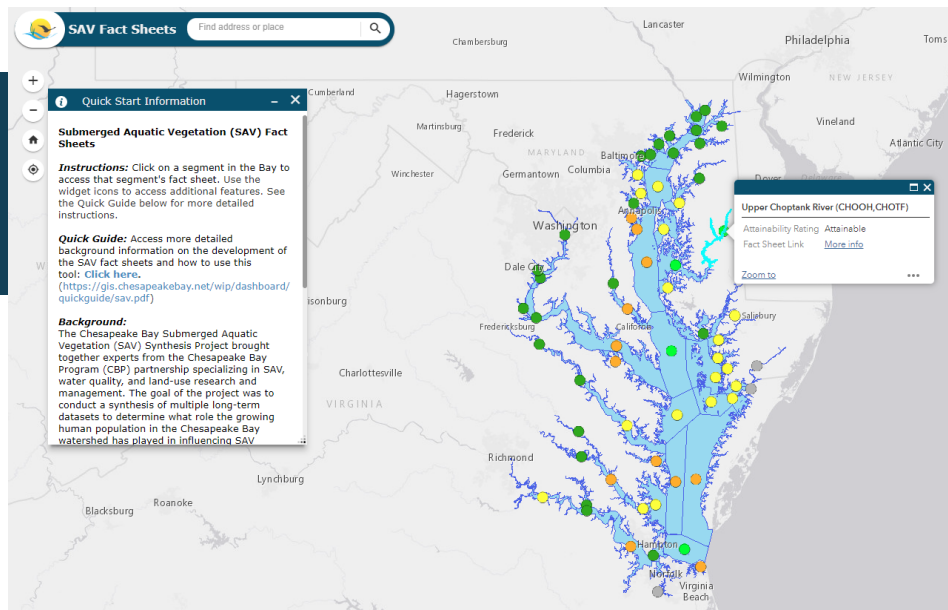 SAV Fact Sheets
Find address or place
Quick Start Information
Submerged Aquatic Vegetation (SAV) Fact
Sheets
Instructions: Click on a segment in the Bay to
access that segment's fact sheet. Use the
widget icons to access additional features. See
the Quick Guide below for more detailed
instructions.
Quick Guide: Access more detailed
background information on the development of
the SAV fact sheets and how to use this
tool: Click here.
(https://gis.chesapeakebay.net/wip/dashboard/
quickguide/sav.pdf)
Background:
The Chesapeake Bay Submerged Aquatic
Vegetation (SAV) Synthesis Project brought
together experts from the Chesapeake Bay
Program (CBP) partnership specializing in SAV,
water quality, and land-use research and
management. The goal of the project was to
conduct a synthesis of multiple long-term
datasets to determine what role the growing
human population in the Chesapeake Bay
watershed has played in influencing SAV
Lancaster
Chambersburg
Philadelphia
Toms
Wilmington
NEW JERSEY
Cumberland
Hagerstown
Martinsburg
Frederick
Vineland
Atlantic City
MARYLAND
Baltimore
Winchester
Germantown
Columbia
Dover
Annapolis
Washington
Upper Choptank River (CHOOH,CHOTF)
Attainability Rating Attainable
Fact Sheet Link More info
Zoom to
Dale City
isonburg
Fredericksburg
California
Salisbury
Charlottesville
VIRGINIA
Richmond
Lynchburg
Roanoke
Blacksburg
Hampton
Norfolk
Virginia
Beach